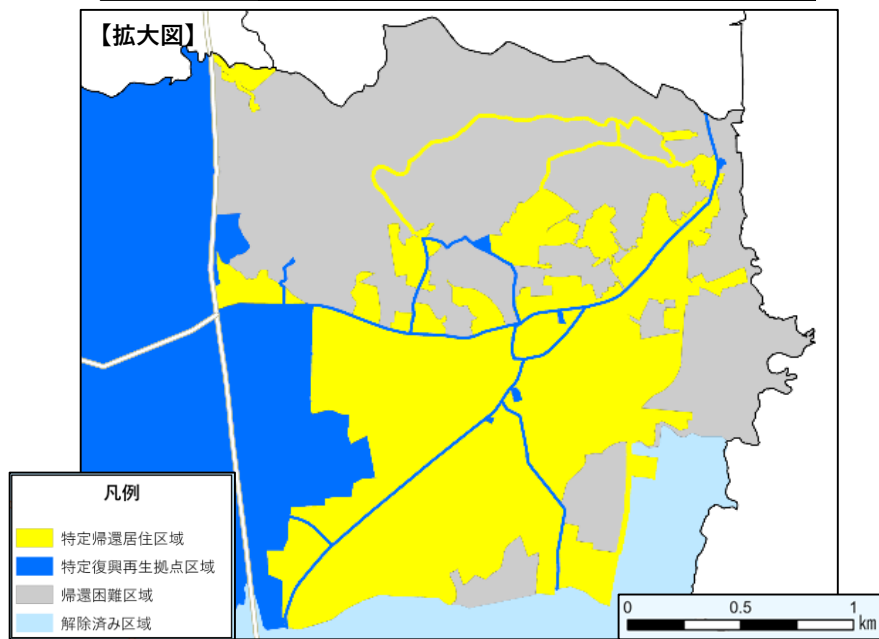 【拡大図】
凡例
特定帰還居住区域
特定復興再生拠点区域
帰還困難区域
解除済み区域
0 0.5 1
km